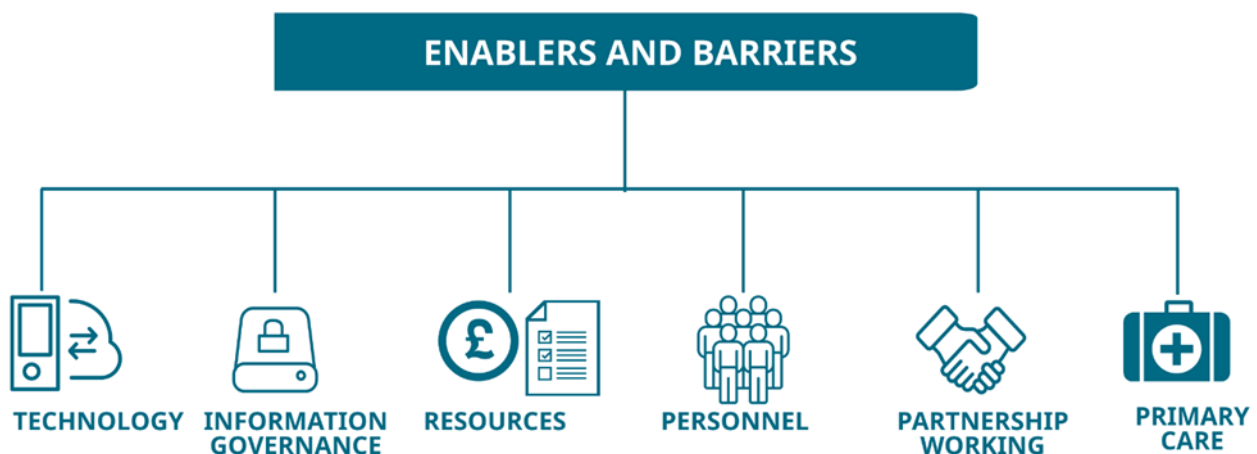 ENABLERS AND BARRIERS
£
TECHNOLOGY
INFORMATION
GOVERNANCE
RESOURCES
PERSONNEL
PARTNERSHIP
WORKING
PRIMARY
CARE